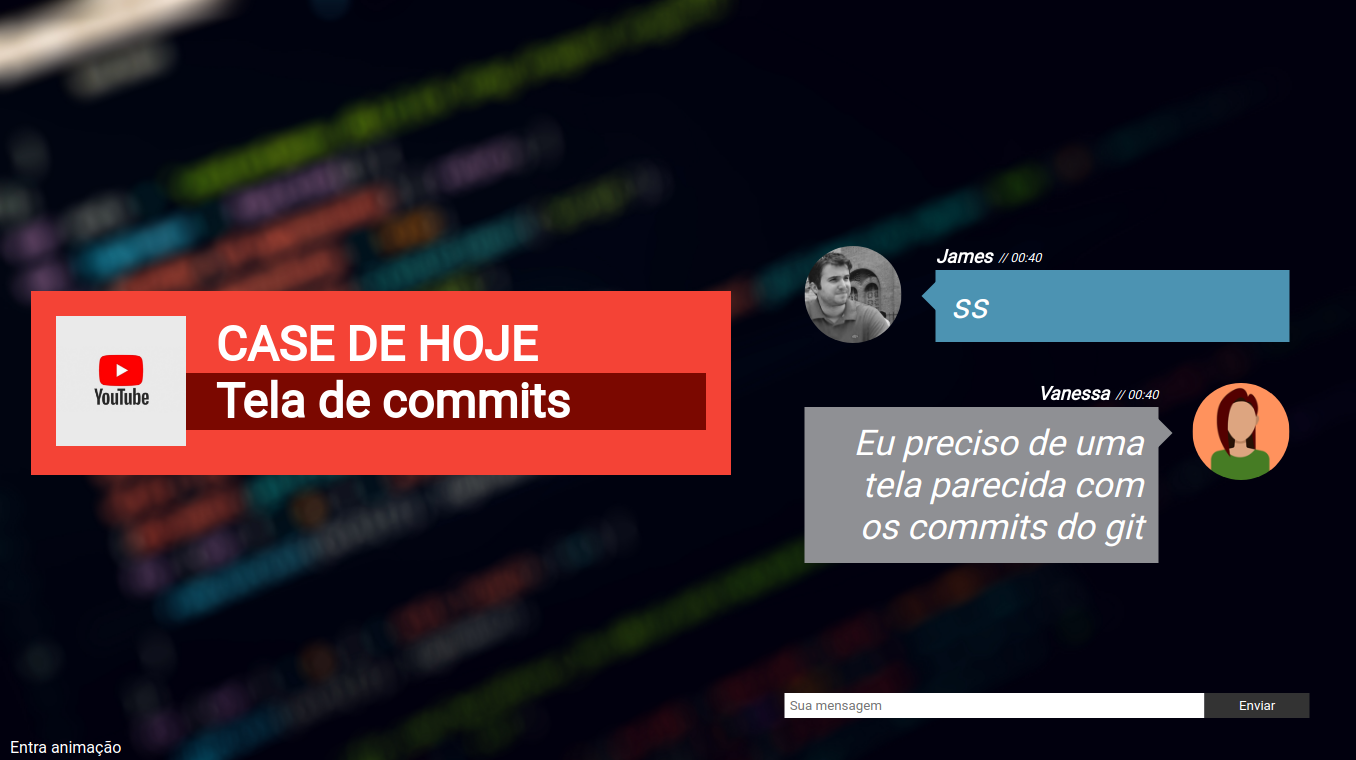 CASE DE HOJE
Tela de commits
YouTube
James // 00:40
ss
Vanessa // 00:40
Eu preciso de uma
tela parecida com
os commits do git
Sua mensagem
Enviar
Entra animação